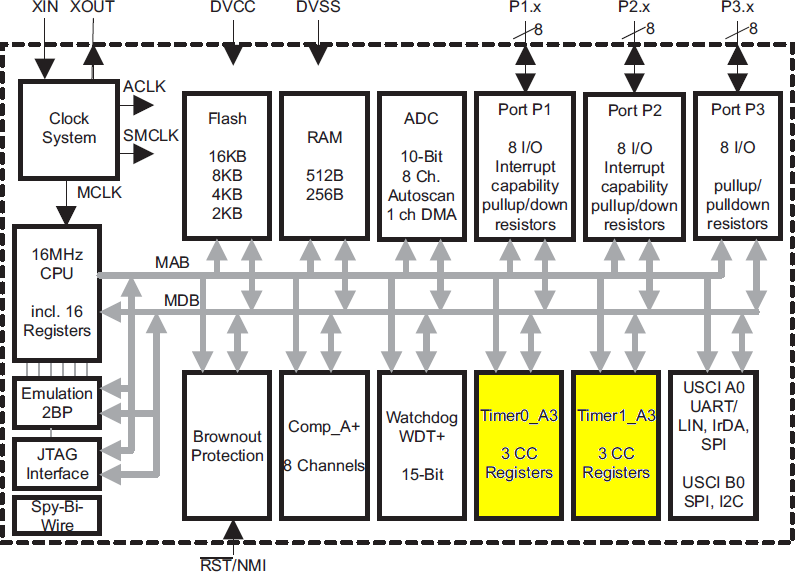 XIN XOUT DVCC DVSS P1.x P2.x P3.x
8 8 8
ACLK
SMCLK
MCLK
Clock
System
Flash
16KB
8KB
4KB
2KB
RAM
512B
256B
ADC
10-Bit
8 Ch.
Autoscan
1 ch DMA
Port P1
8 I/O
Interrupt
capability
pullup/down
resistors
Port P2
8 I/O
Interrupt
capability
pullup/down
resistors
Port P3
8 I/O
pullup/
pulldown
resistors
16MHz
CPU
incl. 16
Registers
MAB
MDB
Emulation
2BP
JTAG
Interface
Spy-Bi-
Wire
Brownout
Protection
Comp_A+
8 Channels
Watchdog
WDT+
15-Bit
Timer0_A3
3 CC
Registers
Timer1_A3
3 CC
Registers
USCI A0
UART/
LIN, IrDA,
SPI
USCI B0
SPI, I2C
RST/NMI